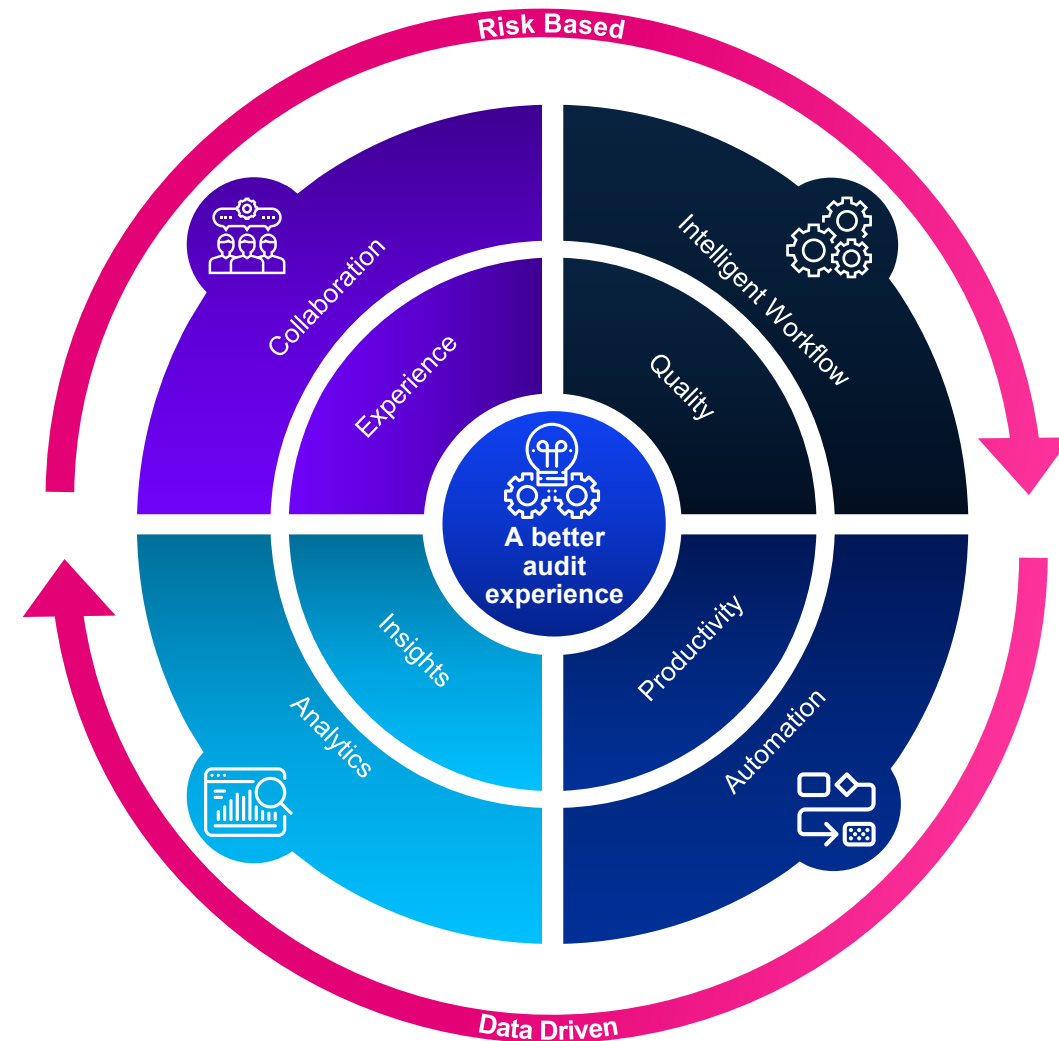 Risk Based
Collaboration
Intelligent Workflow
Experience
Quality
A better
audit
experience
Insights
Productivity
Analytics
Automation
Data Driven